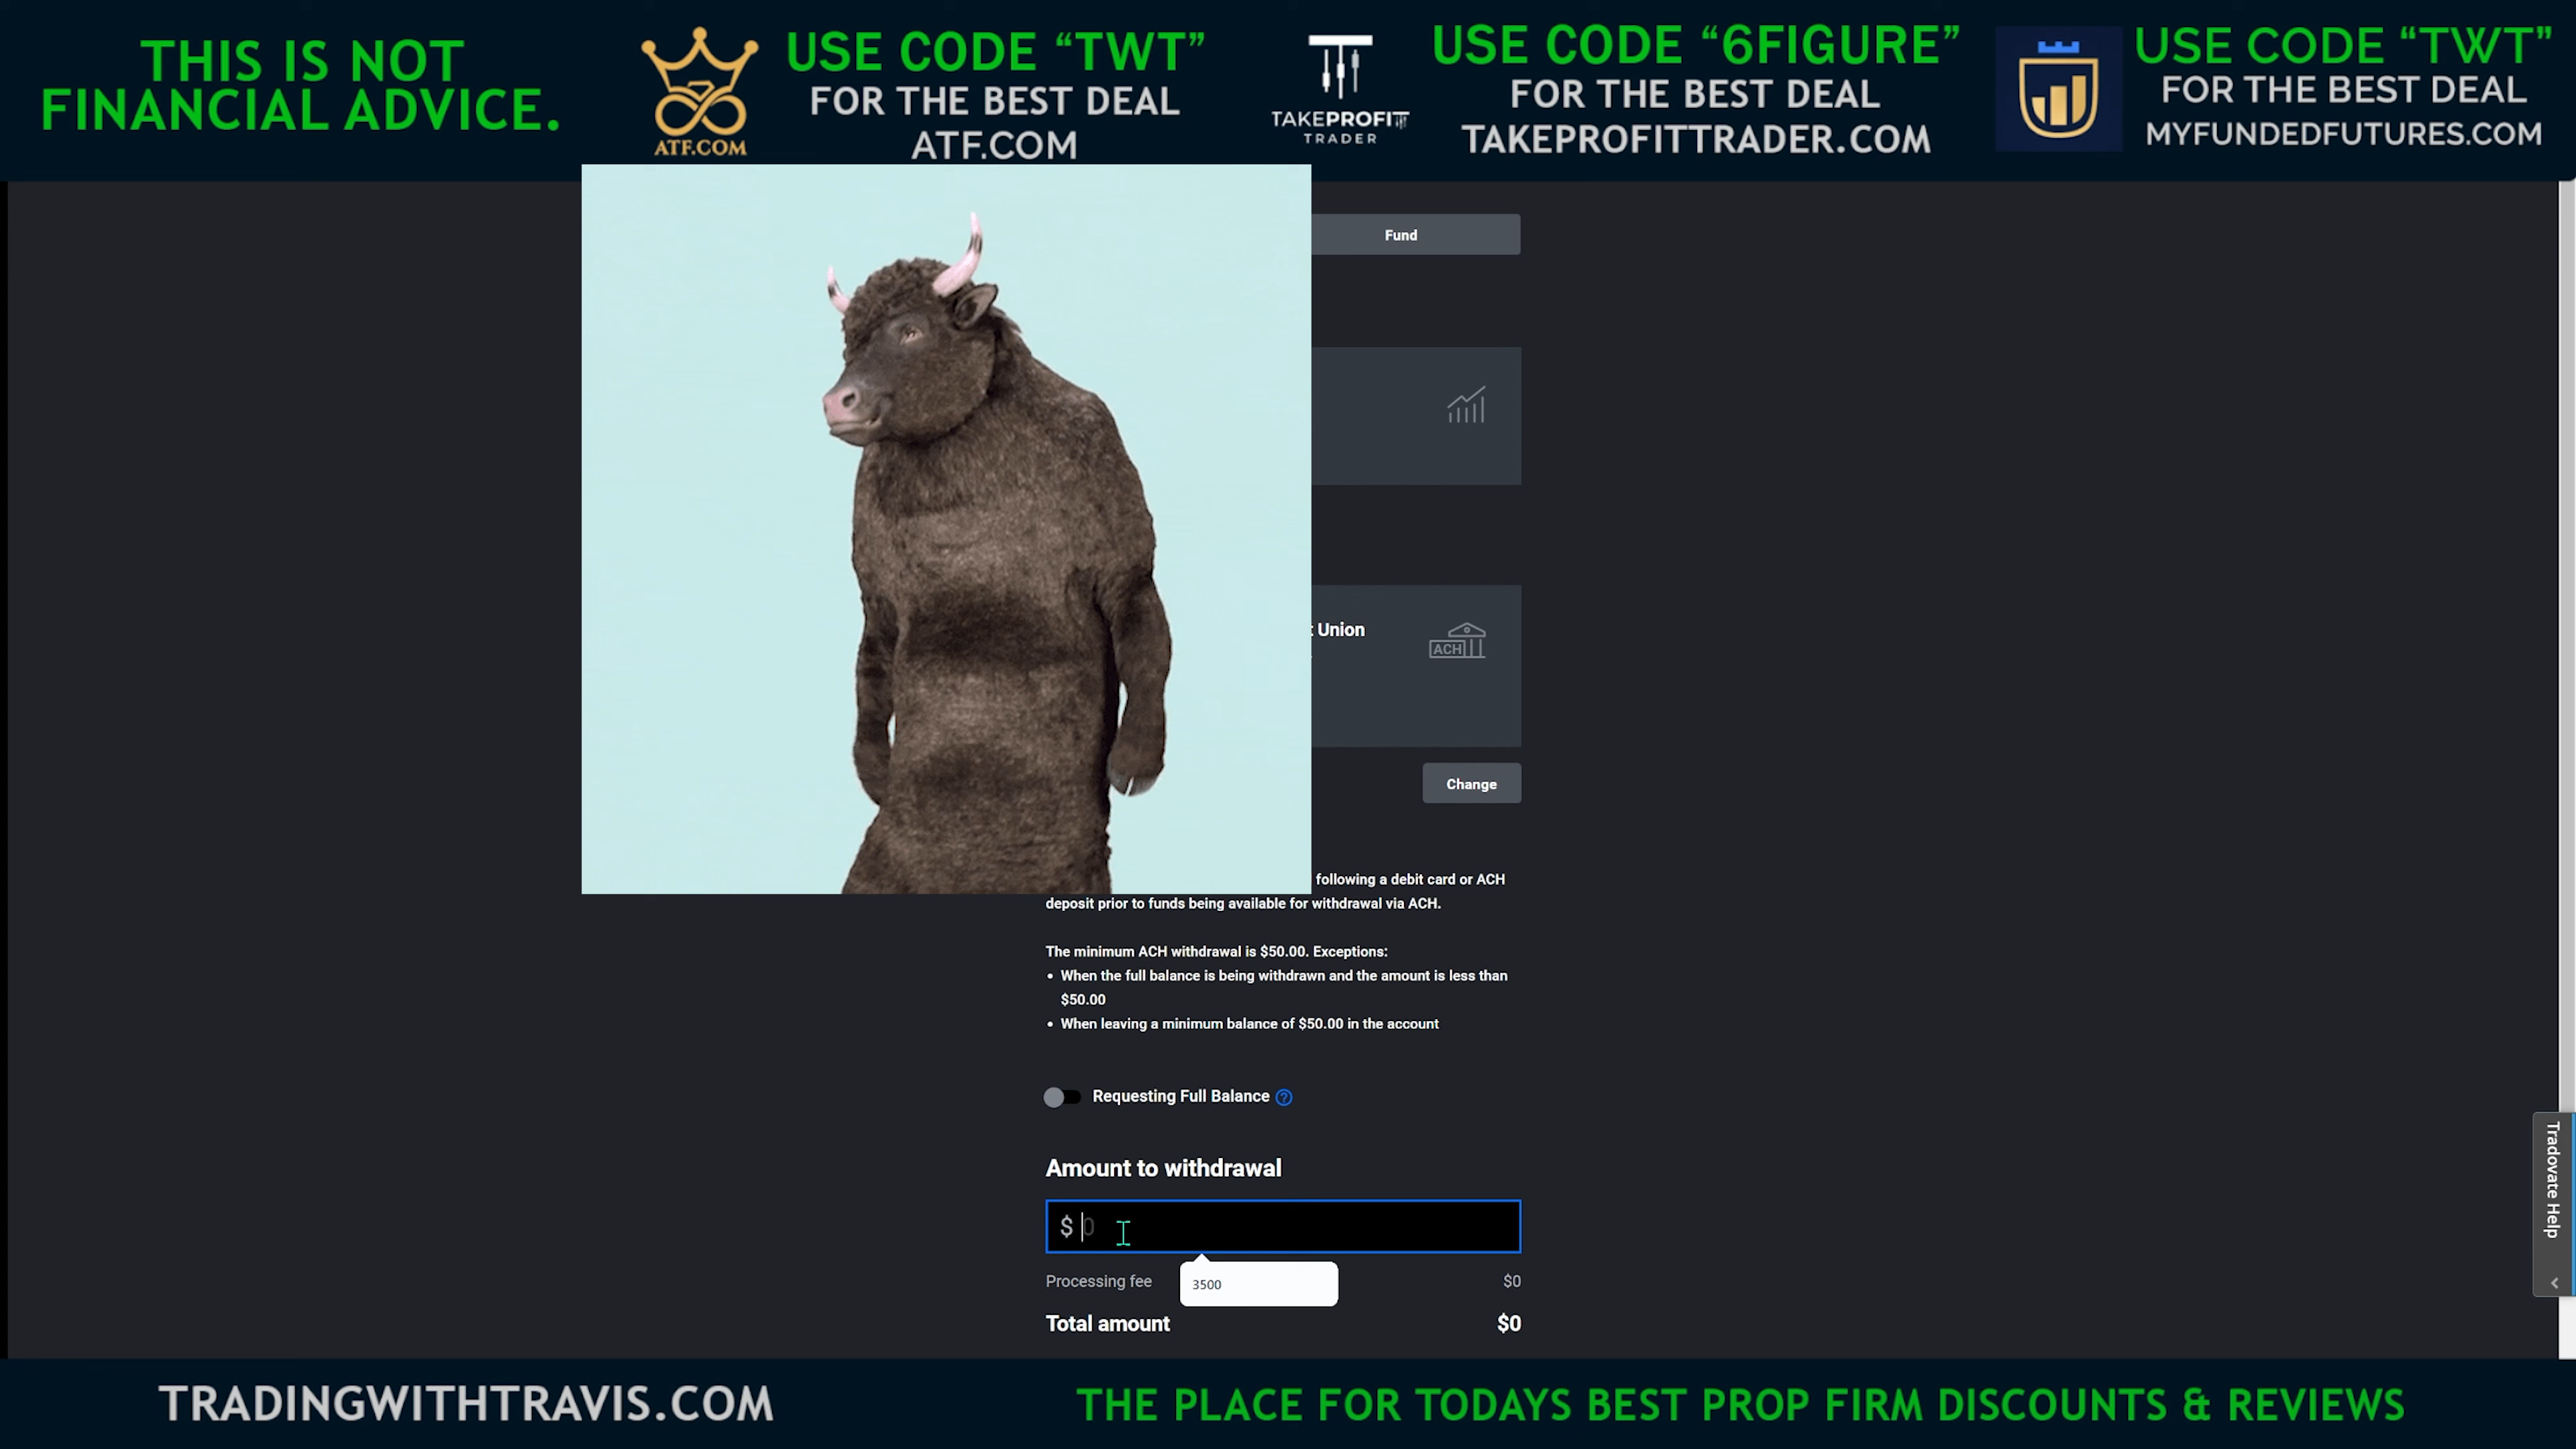 THIS IS NOT
FINANCIAL ADVICE.
ATF.COM
USE CODE “TWT”
FOR THE BEST DEAL
ATF.COM
TAKEPROFIT
TRADER
USE CODE “6FIGURE”
FOR THE BEST DEAL
TAKEPROFITTRADER.COM
USE CODE “TWT”
FOR THE BEST DEAL
MYFUNDEDFUTURES.COM
Fund
Union
ACH
Change
following a debit card or ACH
deposit prior to funds being available for withdrawal via ACH.
The minimum ACH withdrawal is $50.00. Exceptions:
• When the full balance is being withdrawn and the amount is less than
$50.00
• When leaving a minimum balance of $50.00 in the account
Requesting Full Balance ?
Amount to withdrawal
$ 0
3500
Processing fee $0
Total amount $0
Tradovate Help
TRADINGWITHTRAVIS.COM
THE PLACE FOR TODAYS BEST PROP FIRM DISCOUNTS & REVIEWS